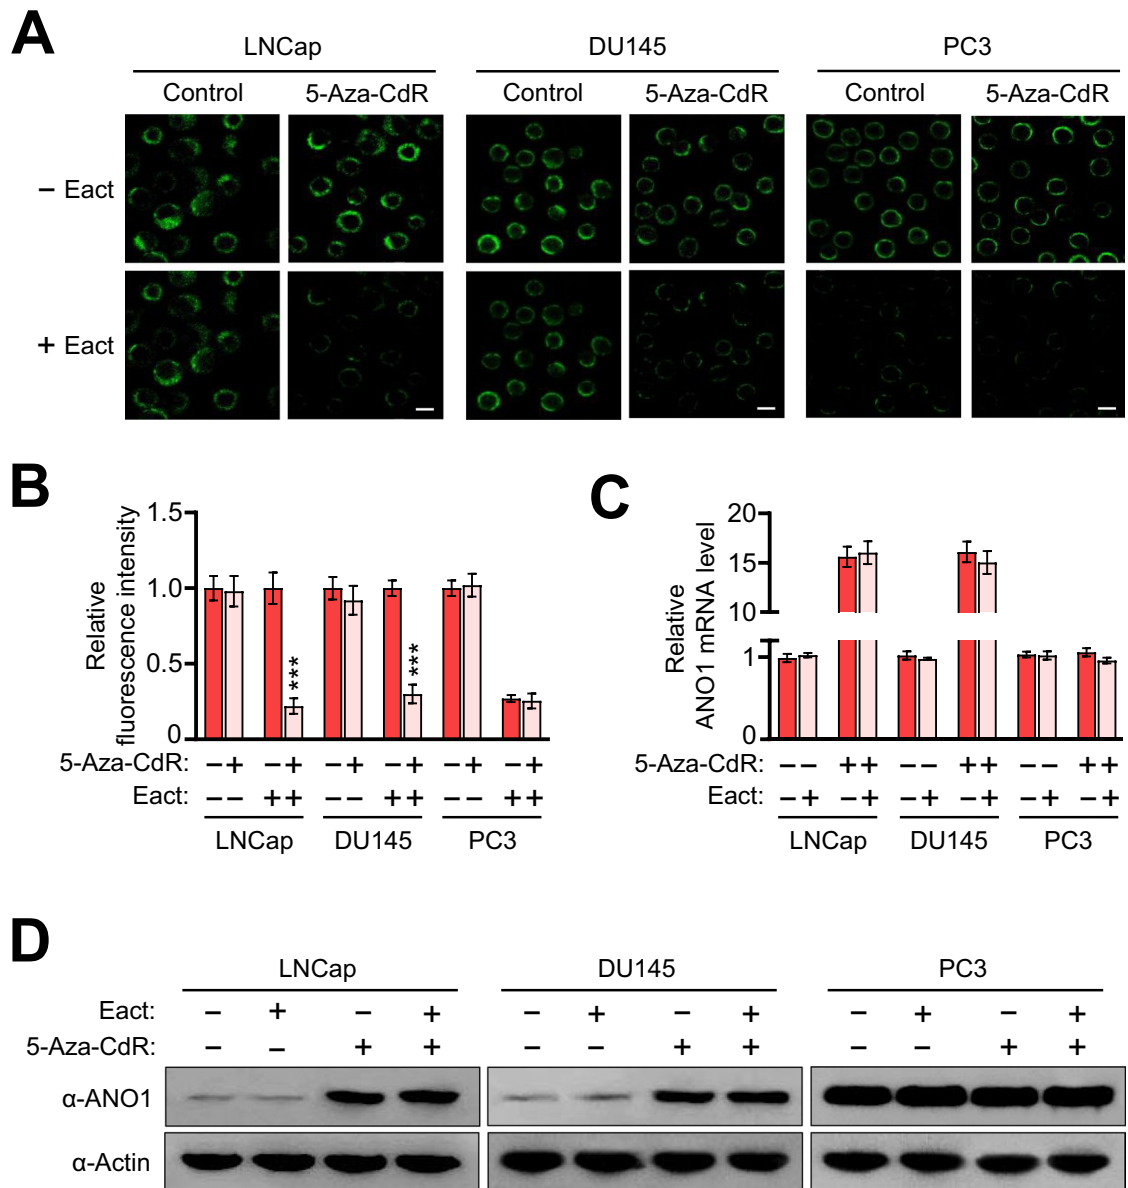 A
LNCap DU145 PC3
Control 5-Aza-CdR Control 5-Aza-CdR Control 5-Aza-CdR
− Eact
+ Eact
B
Relative
fluorescence intensity
1.5
1.0
0.5
0
*** ***
5-Aza-CdR: − + − + − + − + − + − +
Eact: − − + + − − + + − − + +
LNCap DU145 PC3
C
Relative
ANO1 mRNA level
20
15
10
1
0
5-Aza-CdR: − − + + − − + + − − + +
Eact: − + − + − + − + − + − +
LNCap DU145 PC3
D
LNCap DU145 PC3
Eact: − + − + − + − + − + − +
5-Aza-CdR: − − + + − − + + − − + +
α-ANO1
α-Actin